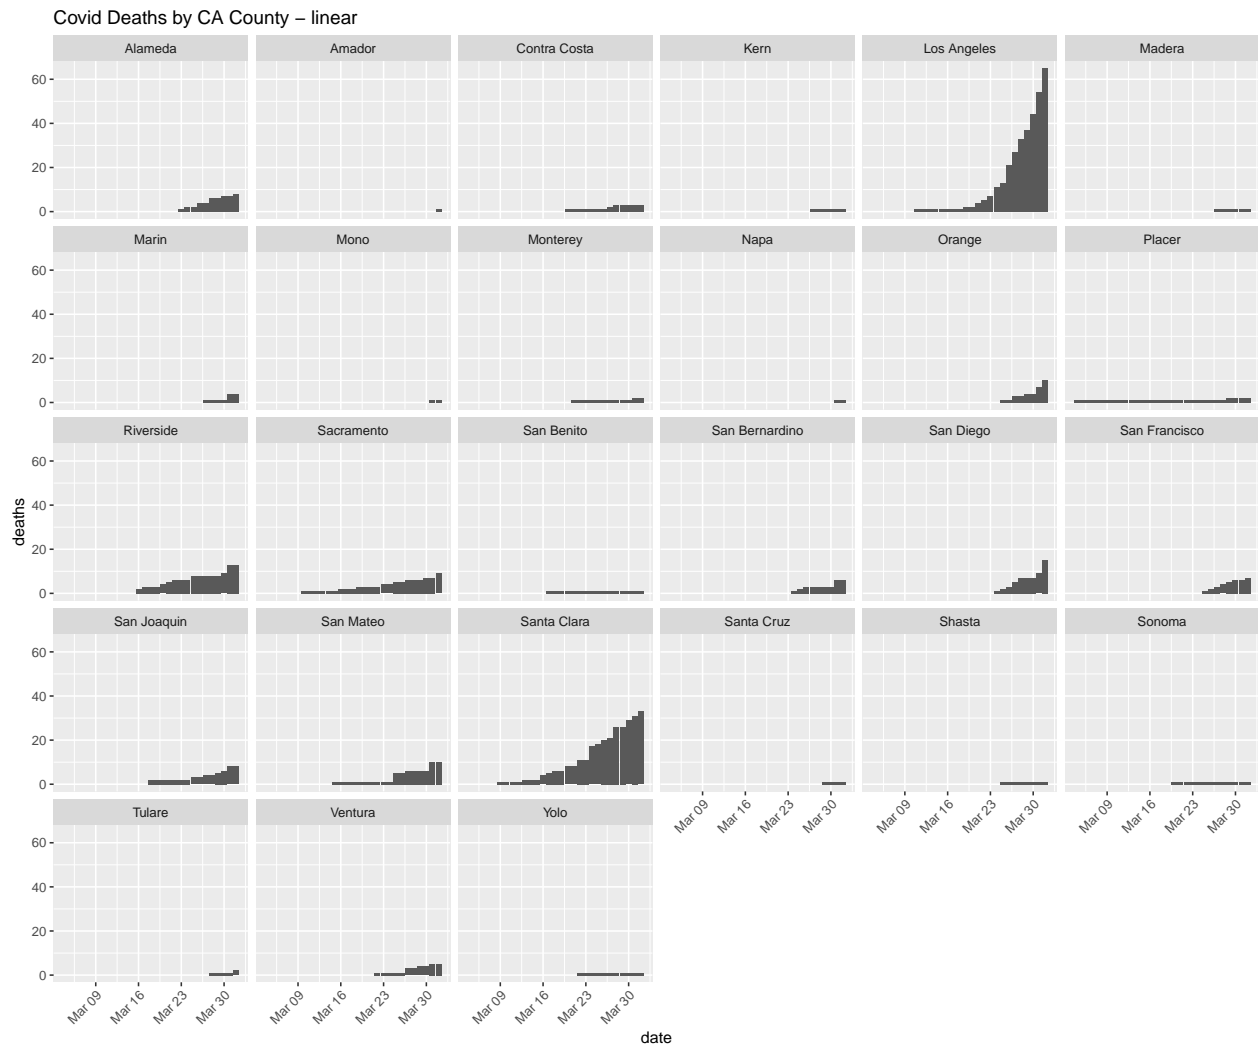 Covid Deaths by CA County – linear
Alameda Amador Contra Costa Kern Los Angeles Madera
60
40
20
0
Marin Mono Monterey Napa Orange Placer
60
40
20
0
Riverside Sacramento San Benito San Bernardino San Diego San Francisco
60
40
20
0
deaths
San Joaquin San Mateo Santa Clara Santa Cruz Shasta Sonoma
60
40
20
0
Mar 09 Mar 16 Mar 23 Mar 30 Mar 09 Mar 16 Mar 23 Mar 30 Mar 09 Mar 16 Mar 23 Mar 30
Tulare Ventura Yolo
60
40
20
0
Mar 09 Mar 16 Mar 23 Mar 30 Mar 09 Mar 16 Mar 23 Mar 30 Mar 09 Mar 16 Mar 23 Mar 30
date